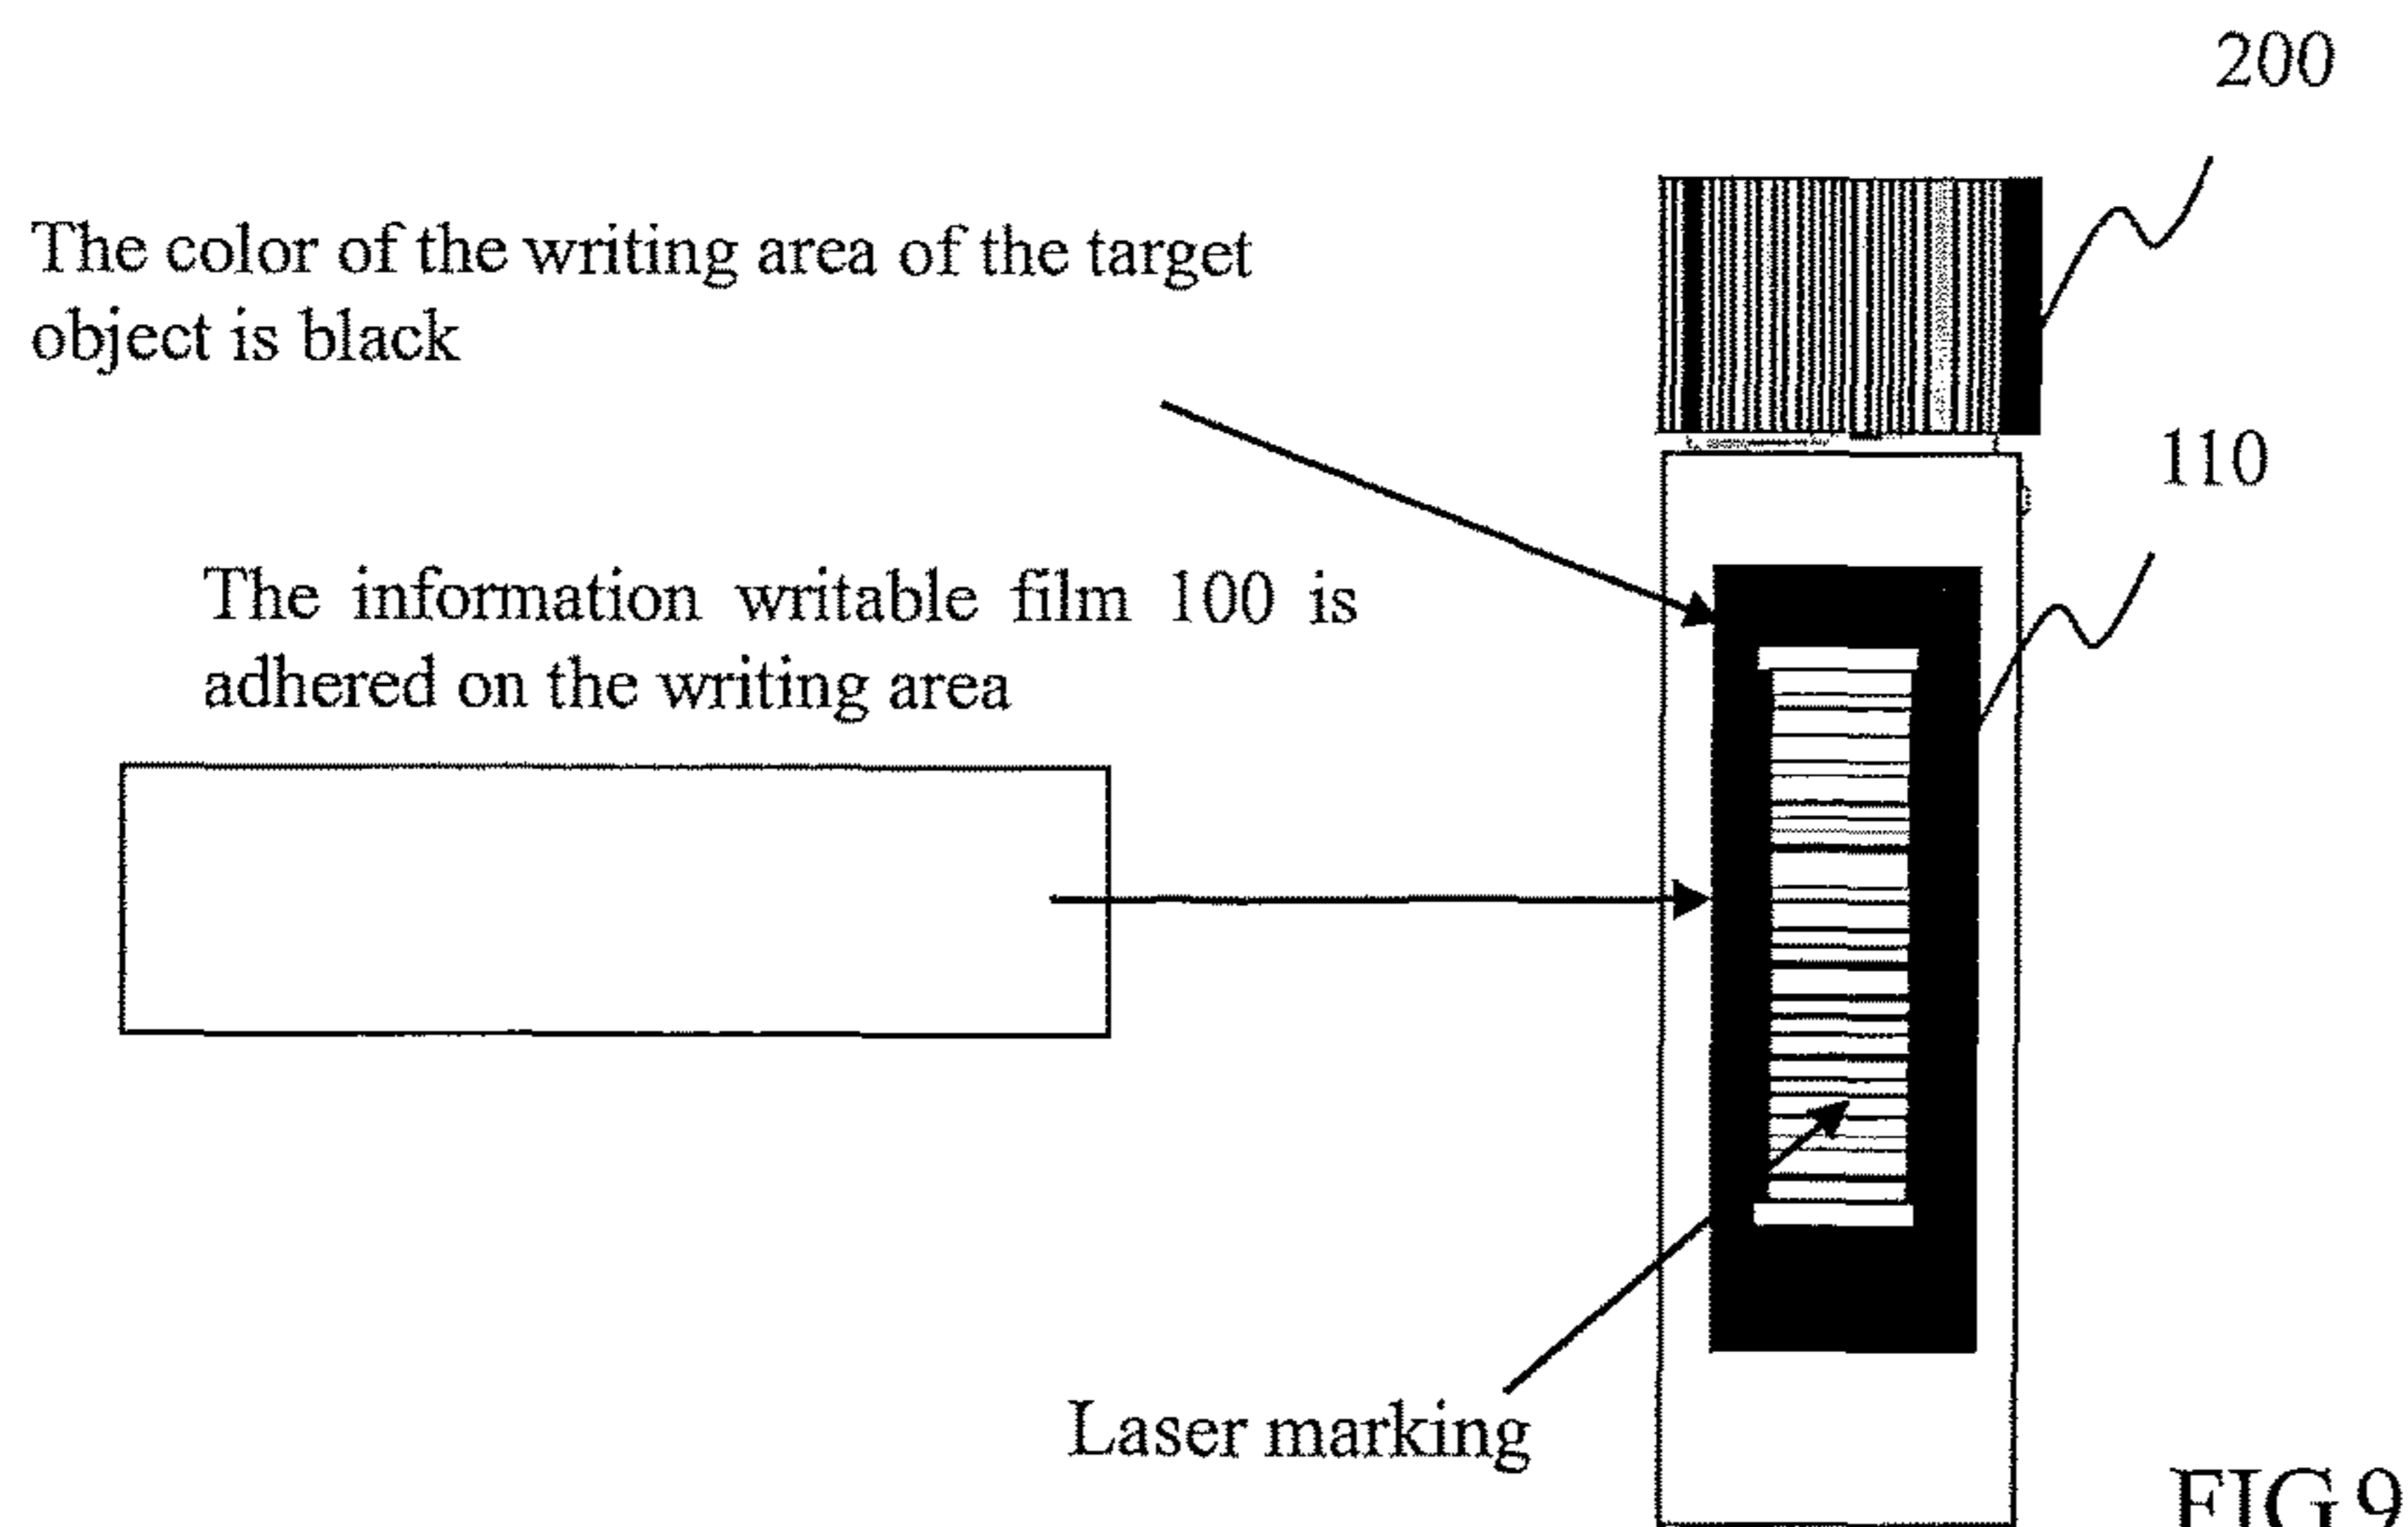 200
The color of the writing area of the target
object is black
110
The information writable film 100 is
adhered on the writing area
Laser marking
FIG.9